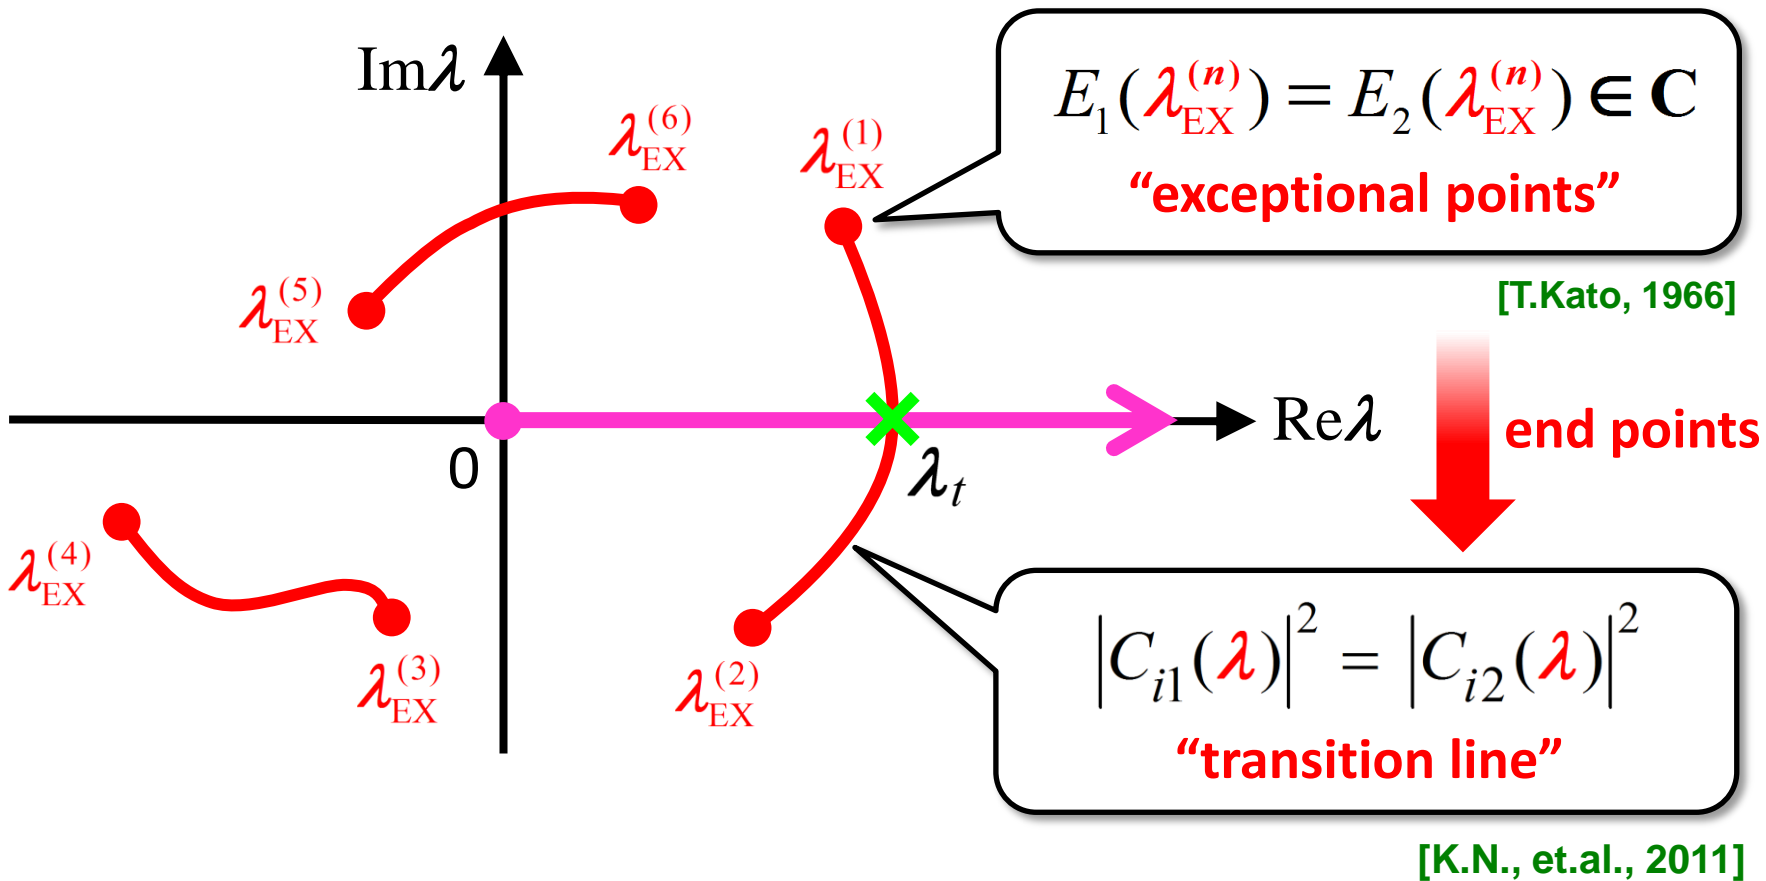 Imλ
λ_EX^(6)
λ_EX^(1)
E_1(λ_EX^(n)) = E_2(λ_EX^(n)) ∈ C
“exceptional points”
[T.Kato, 1966]
λ_EX^(5)
Reλ
end points
0
λ_t
λ_EX^(4)
λ_EX^(3)
λ_EX^(2)
|C_i1(λ)|^2 = |C_i2(λ)|^2
“transition line”
[K.N., et.al., 2011]